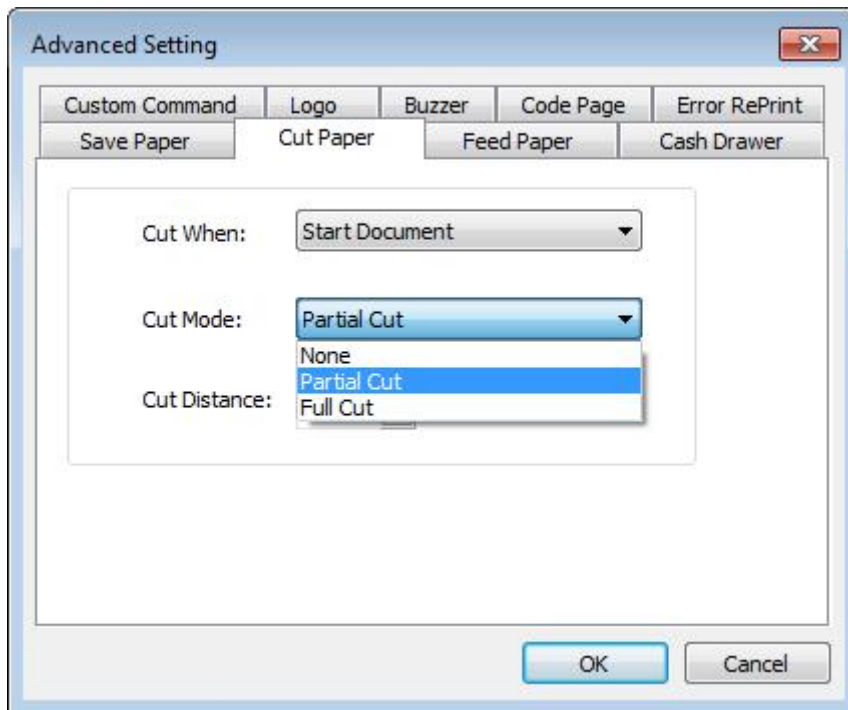 Advanced Setting
Custom Command Logo Buzzer Code Page Error RePrint
Save Paper Cut Paper Feed Paper Cash Drawer
Cut When: Start Document
Cut Mode: Partial Cut
None
Partial Cut
Cut Distance: Full Cut
OK Cancel